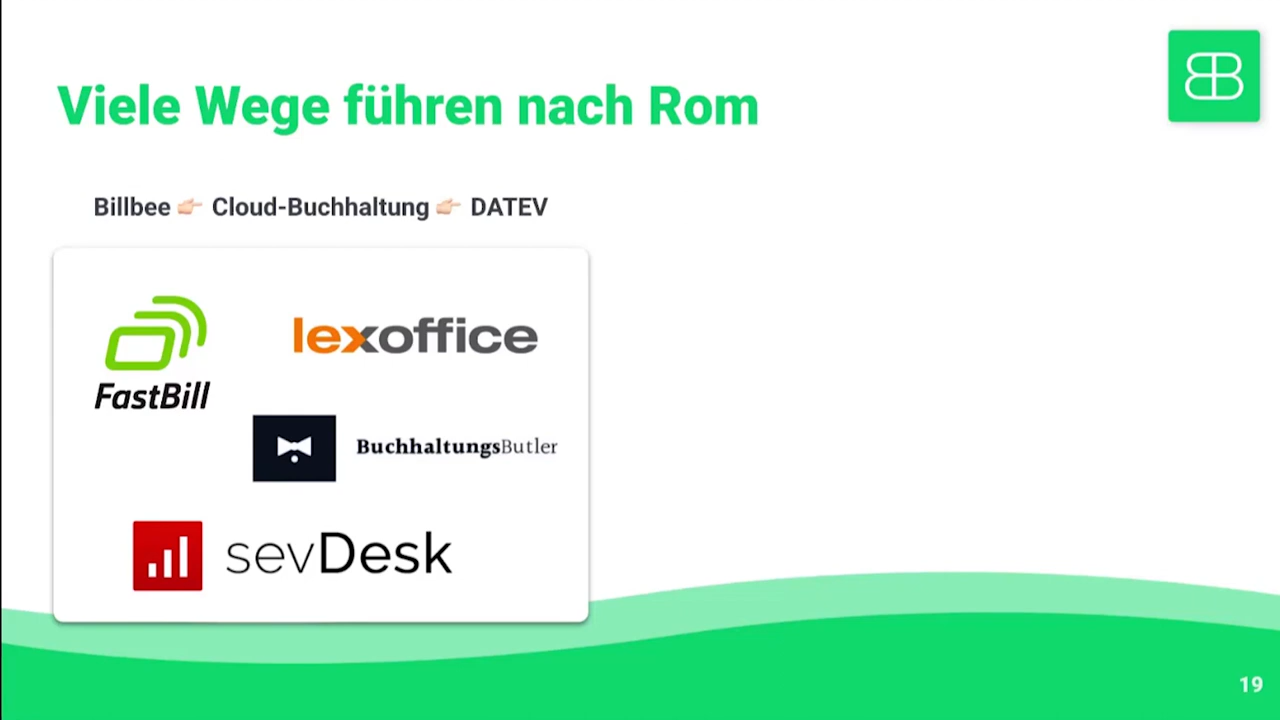 Viele Wege führen nach Rom
Billbee 👉🏻 Cloud-Buchhaltung 👉🏻 DATEV
lexoffice
FastBill
BuchhaltungsButler
sevDesk
19